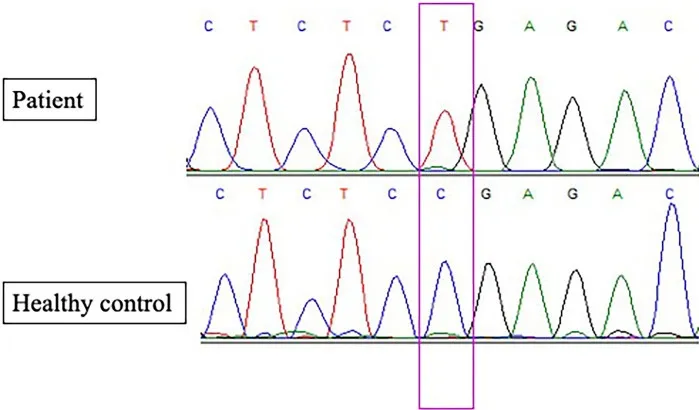 C T C T C T G A G A C
Patient
C T C T C C G A G A C
Healthy control